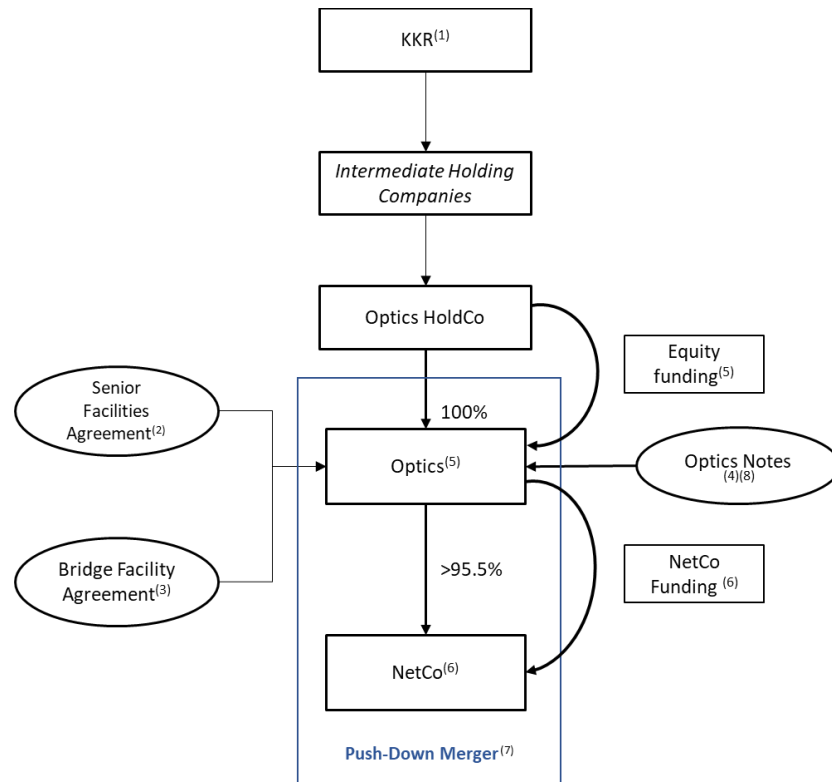 KKR(1)
Intermediate Holding
Companies
Optics HoldCo
Equity
funding(5)
Senior
Facilities
Agreement(2)
100%
Optics(5)
Optics Notes
(4)(8)
Bridge Facility
Agreement(3)
>95.5%
NetCo
Funding (6)
NetCo(6)
Push-Down Merger(7)